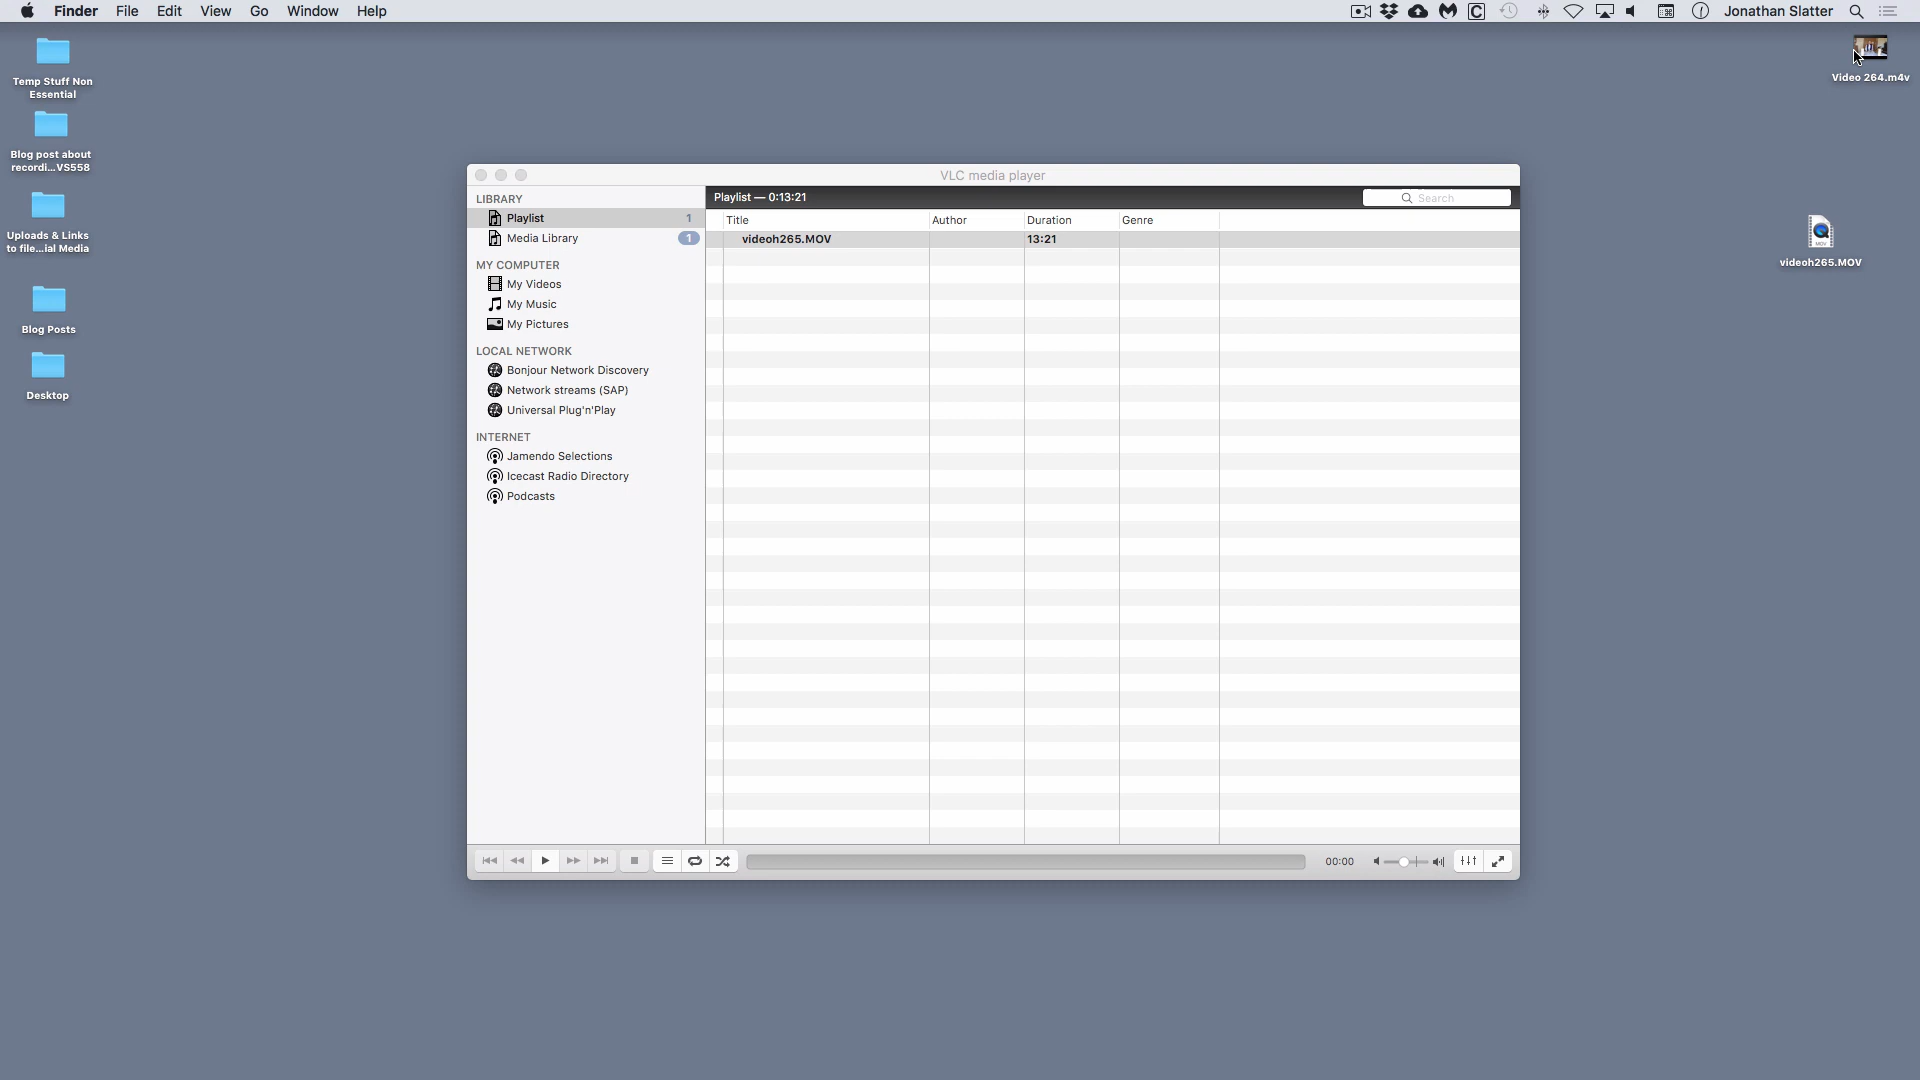 Finder File Edit View Go Window Help
Jonathan Slatter
Temp Stuff Non
Essential
Blog post about
recordi...VS558
Uploads & Links
to file...ial Media
Blog Posts
Desktop
VLC media player
LIBRARY
Playlist 1
Media Library 1
MY COMPUTER
My Videos
My Music
My Pictures
LOCAL NETWORK
Bonjour Network Discovery
Network streams (SAP)
Universal Plug'n'Play
INTERNET
Jamendo Selections
Icecast Radio Directory
Podcasts
Playlist — 0:13:21
Search
Title Author Duration Genre
videoh265.MOV 13:21
00:00
Video 264.m4v
MOV
videoh265.MOV